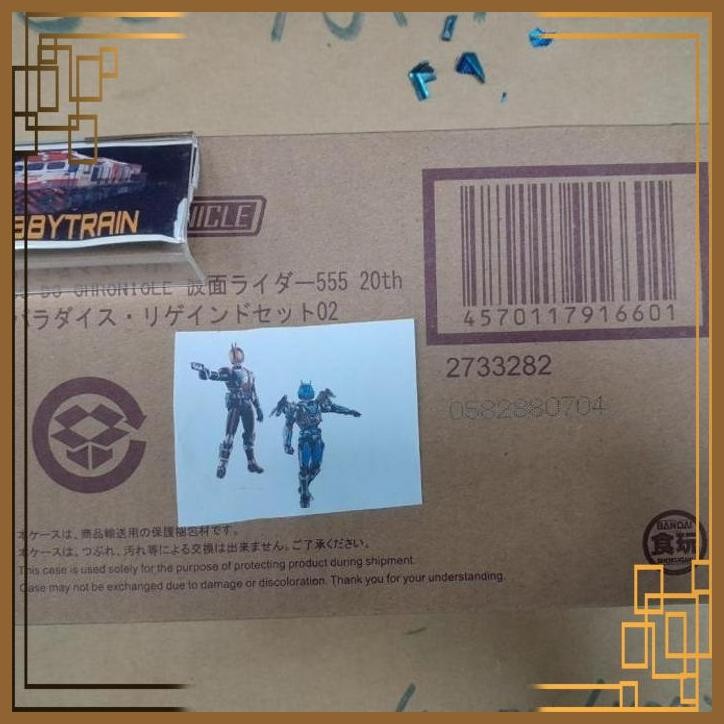 BBYTRAIN
ICLE
DO CHRONICLE 仮面ライダー555 20th
パラダイス・リゲインドセット02
4570117916601
2733282
0582880704
本ケースは、商品輸送用の保護梱包材です。
本ケースは、つぶれ、汚れ等による交換は出来ません。ご了承ください。
This case is used solely for the purpose of protecting product during shipment.
Case may not be exchanged due to damage or discoloration. Thank you for your understanding.
BANDAI
食玩
SHOKUGAN